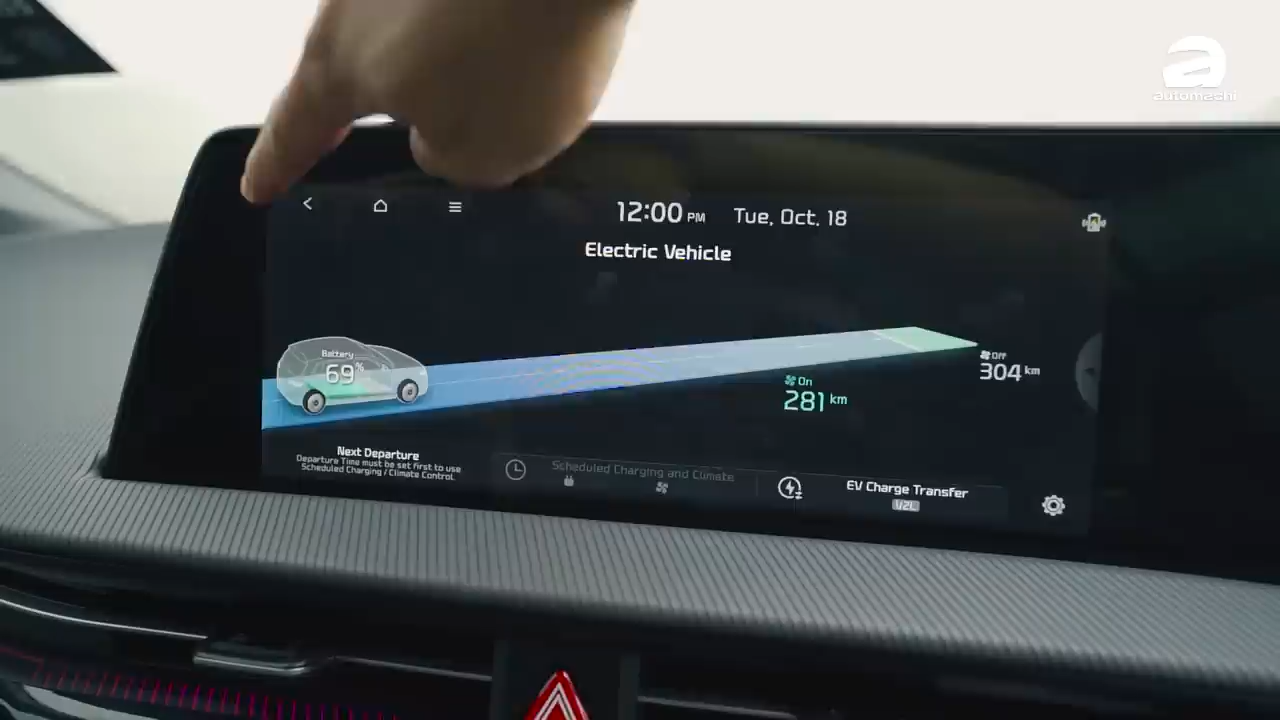 automachi
12:00 PM Tue, Oct. 18
Electric Vehicle
Battery
69%
Off
304 km
On
281 km
Next Departure
Departure Time must be set first to use
Scheduled Charging / Climate Control.
Scheduled Charging and Climate
EV Charge Transfer
V2L